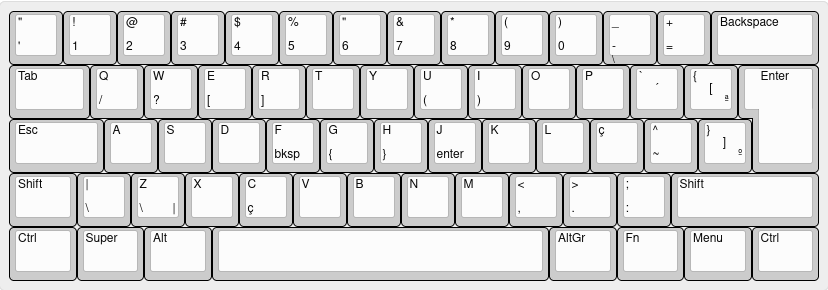 " ! @ # $ % " & * ( ) _ + Backspace
' 1 2 3 4 5 6 7 8 9 0 - =
\
Tab Q W E R T Y U I O P ` { Enter
´ [
/ ? [ ] ( ) ª
Esc A S D F G H J K L ç ^ }
]
bksp { } enter ~ º
Shift | Z X C V B N M < > ; Shift
\ \ | ç , . :
Ctrl Super Alt AltGr Fn Menu Ctrl